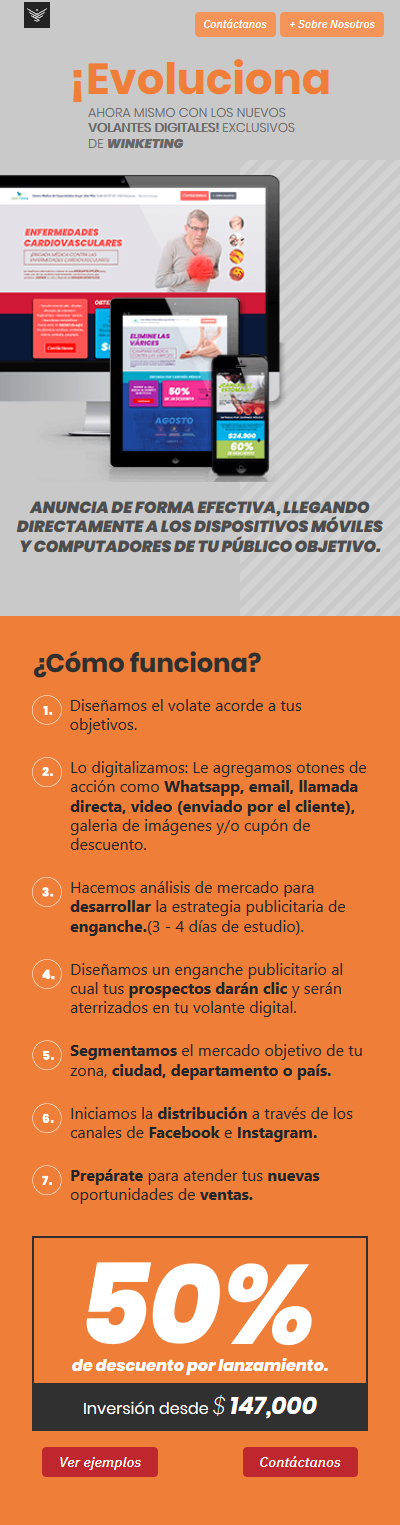 Contáctanos
+ Sobre Nosotros
¡Evoluciona
AHORA MISMO CON LOS NUEVOS
VOLANTES DIGITALES! EXCLUSIVOS
DE WINKETING
ENFERMEDADES
CARDIOVASCULARES
Contáctanos
ELIMINE LAS
VÁRICES
50%
AGOSTO
$24.900
60%
ANUNCIA DE FORMA EFECTIVA, LLEGANDO
DIRECTAMENTE A LOS DISPOSITIVOS MÓVILES
Y COMPUTADORES DE TU PÚBLICO OBJETIVO.
¿Cómo funciona?
1. Diseñamos el volate acorde a tus
objetivos.
2. Lo digitalizamos: Le agregamos otones de
acción como Whatsapp, email, llamada
directa, video (enviado por el cliente),
galeria de imágenes y/o cupón de
descuento.
3. Hacemos análisis de mercado para
desarrollar la estrategia publicitaria de
enganche.(3 - 4 días de estudio).
4. Diseñamos un enganche publicitario al
cual tus prospectos darán clic y serán
aterrizados en tu volante digital.
5. Segmentamos el mercado objetivo de tu
zona, ciudad, departamento o país.
6. Iniciamos la distribución a través de los
canales de Facebook e Instagram.
7. Prepárate para atender tus nuevas
oportunidades de ventas.
50%
de descuento por lanzamiento.
Inversión desde $ 147,000
Ver ejemplos
Contáctanos